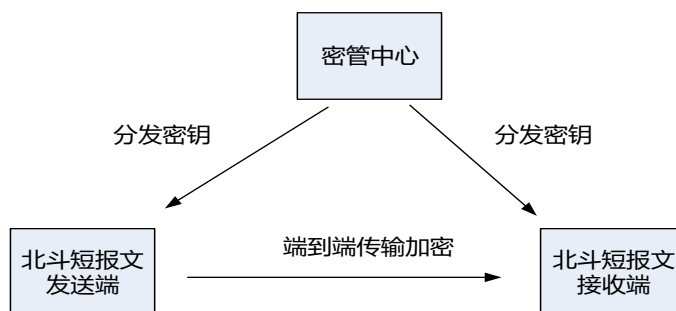 密管中心
分发密钥
分发密钥
端到端传输加密
北斗短报文
发送端
北斗短报文
接收端